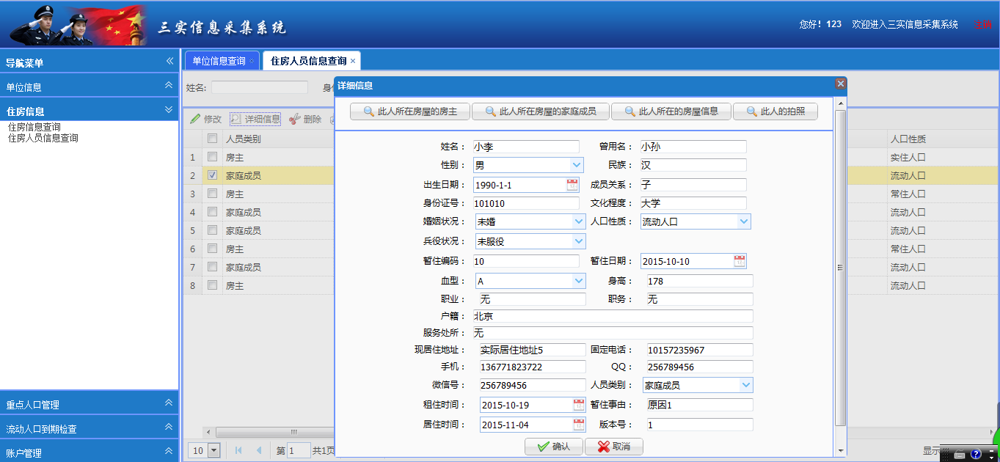 三实信息采集系统
您好！123 欢迎进入三实信息采集系统
导航菜单
单位信息
住房信息
住房信息查询
住房人员信息查询
重点人口管理
流动人口到期检查
账户管理
单位信息查询
住房人员信息查询
姓名:
修改 详细信息 删除
人员类别 人口性质
1 房主 实住人口
2 家庭成员 流动人口
3 房主 常住人口
4 家庭成员 流动人口
5 家庭成员 流动人口
6 房主 常住人口
7 家庭成员 流动人口
8 房主 流动人口
10 第 1 共1页
显示
详细信息
此人所在房屋的房主 此人所在房屋的家庭成员 此人所在的房屋信息 此人的拍照
姓名： 小李 曾用名： 小孙
性别： 男 民族： 汉
出生日期： 1990-1-1 成员关系： 子
身份证号： 101010 文化程度： 大学
婚姻状况： 未婚 人口性质： 流动人口
兵役状况： 未服役
暂住编码： 10 暂住日期： 2015-10-10
血型： A 身高： 178
职业： 无 职务： 无
户籍： 北京
服务处所： 无
现居住地址： 实际居住地址5 固定电话： 10157235967
手机： 136771823722 QQ： 256789456
微信号： 256789456 人员类别： 家庭成员
租住时间： 2015-10-19 暂住事由： 原因1
居住时间： 2015-11-04 版本号： 1
确认 取消